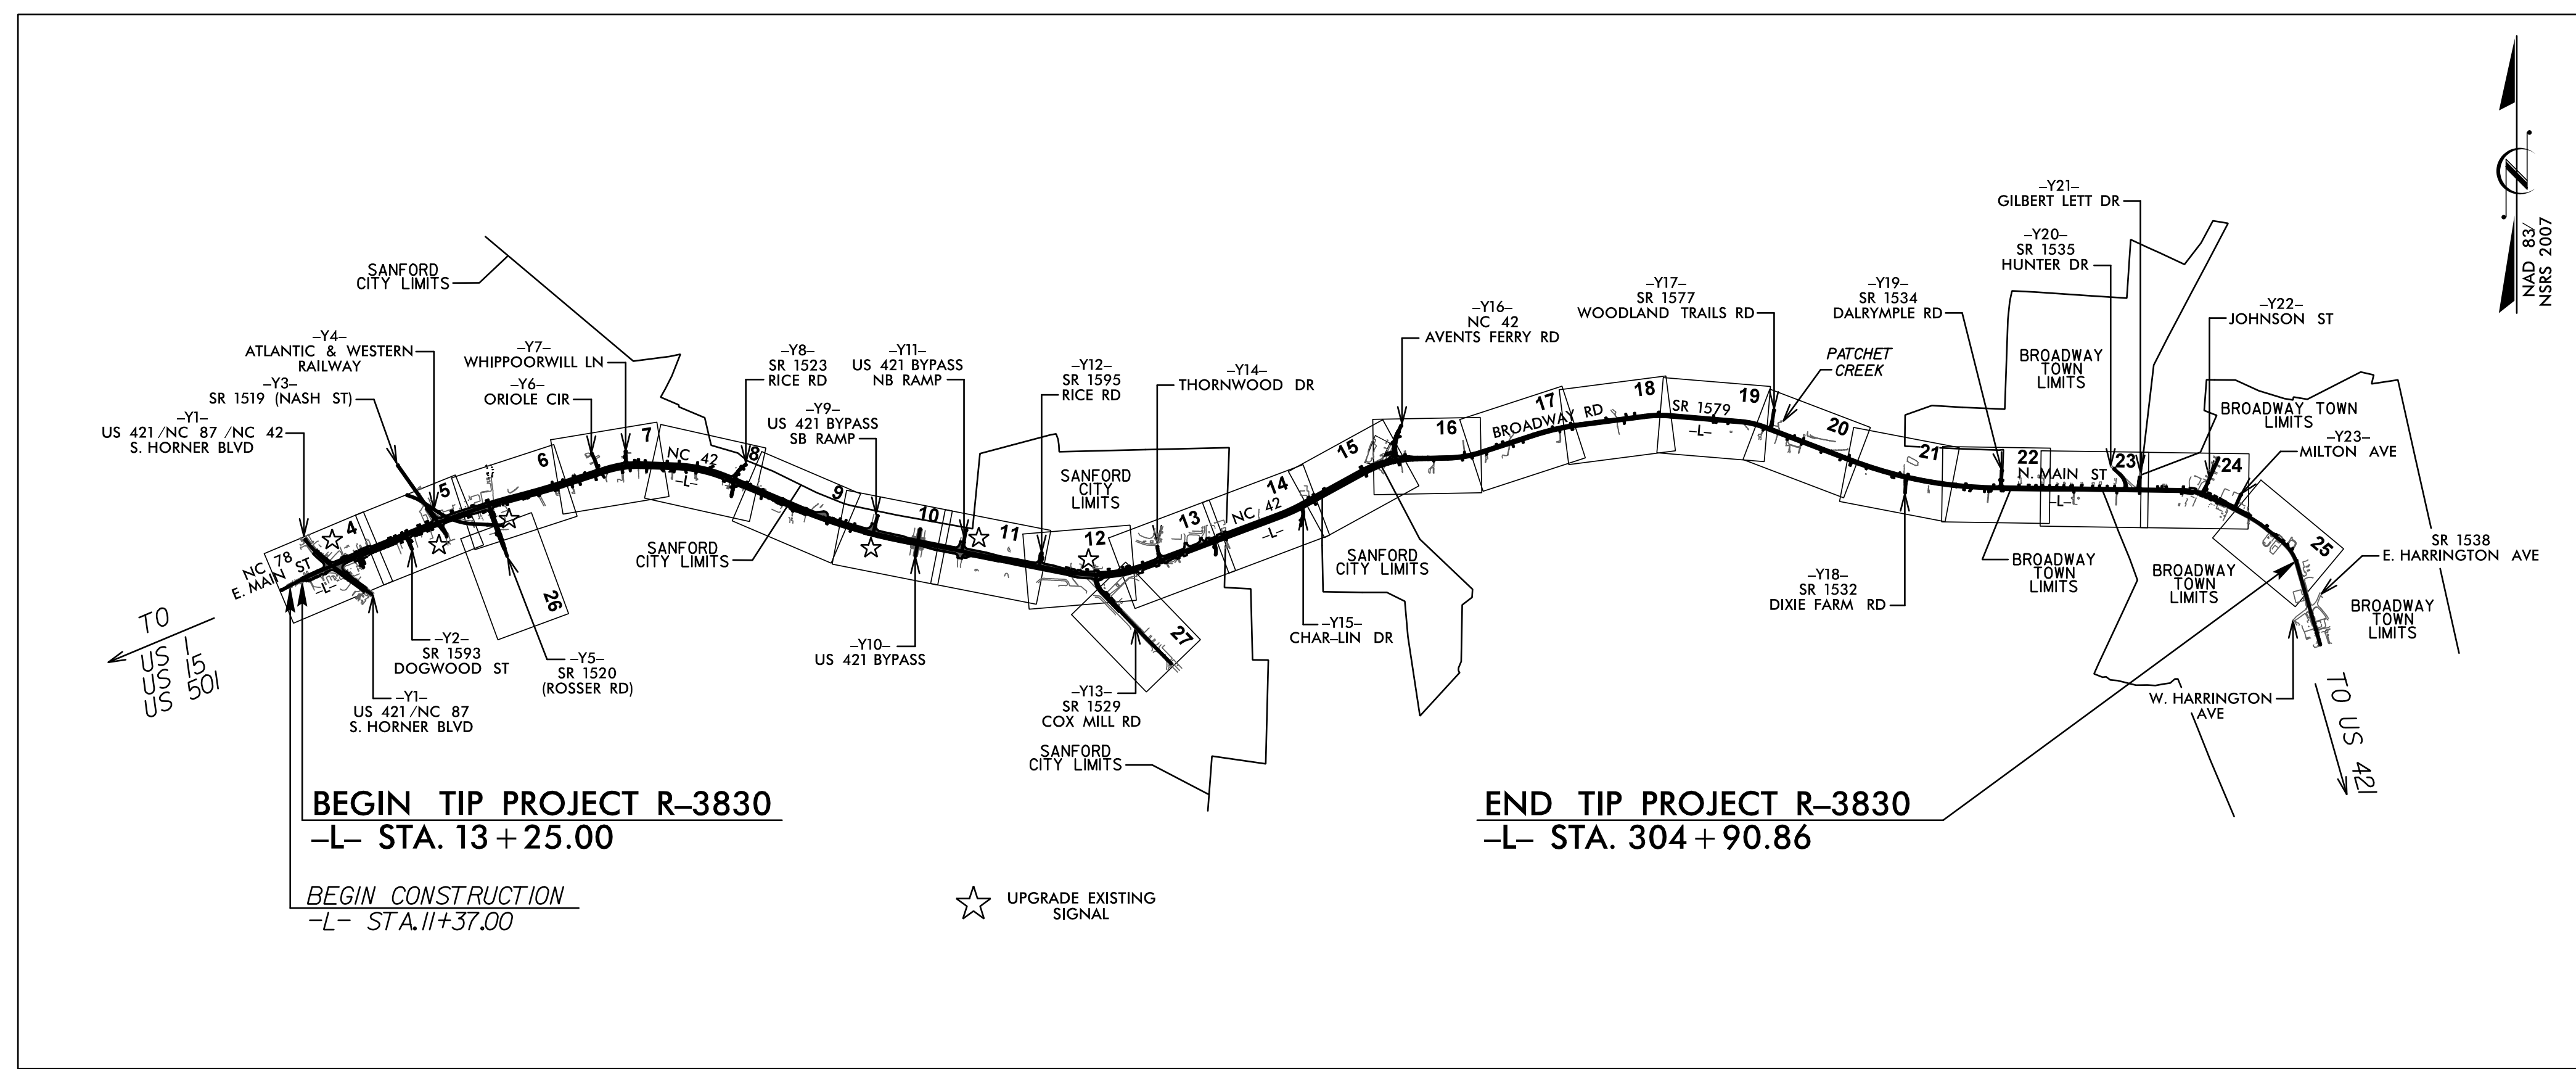 NAD 83/
NSRS 2007
SANFORD
CITY LIMITS
–Y4–
ATLANTIC & WESTERN
RAILWAY
–Y3–
SR 1519 (NASH ST)
–Y1–
US 421/NC 87/NC 42
S. HORNER BLVD
–Y7–
WHIPPOORWILL LN
–Y6–
ORIOLE CIR
–Y8–
SR 1523
RICE RD
–Y11–
US 421 BYPASS
NB RAMP
–Y9–
US 421 BYPASS
SB RAMP
–Y12–
SR 1595
RICE RD
SANFORD
CITY
LIMITS
–Y14–
THORNWOOD DR
–Y16–
NC 42
AVENTS FERRY RD
–Y17–
SR 1577
WOODLAND TRAILS RD
PATCHET
CREEK
–Y19–
SR 1534
DALRYMPLE RD
–Y21–
GILBERT LETT DR
–Y20–
SR 1535
HUNTER DR
BROADWAY
TOWN
LIMITS
–Y22–
JOHNSON ST
BROADWAY TOWN
LIMITS
–Y23–
MILTON AVE
SR 1538
E. HARRINGTON AVE
NC 78
E. MAIN ST
–L–
4
5
6
7
NC 42
–L–
8
9
10
11
12
13
NC 42
–L–
14
15
16
BROADWAY RD
17
18
SR 1579
–L–
19
20
21
22
N. MAIN ST
–L–
23
24
25
26
27
TO
US 1
US 15
US 501
–Y1–
US 421/NC 87
S. HORNER BLVD
–Y2–
SR 1593
DOGWOOD ST
–Y5–
SR 1520
(ROSSER RD)
SANFORD
CITY LIMITS
–Y10–
US 421 BYPASS
–Y13–
SR 1529
COX MILL RD
SANFORD
CITY LIMITS
–Y15–
CHAR–LIN DR
SANFORD
CITY LIMITS
–Y18–
SR 1532
DIXIE FARM RD
BROADWAY
TOWN
LIMITS
BROADWAY
TOWN
LIMITS
BROADWAY
TOWN
LIMITS
W. HARRINGTON
AVE
TO US 421
BEGIN TIP PROJECT R–3830
–L– STA. 13+25.00
BEGIN CONSTRUCTION
–L– STA.11+37.00
END TIP PROJECT R–3830
–L– STA. 304+90.86
UPGRADE EXISTING
SIGNAL